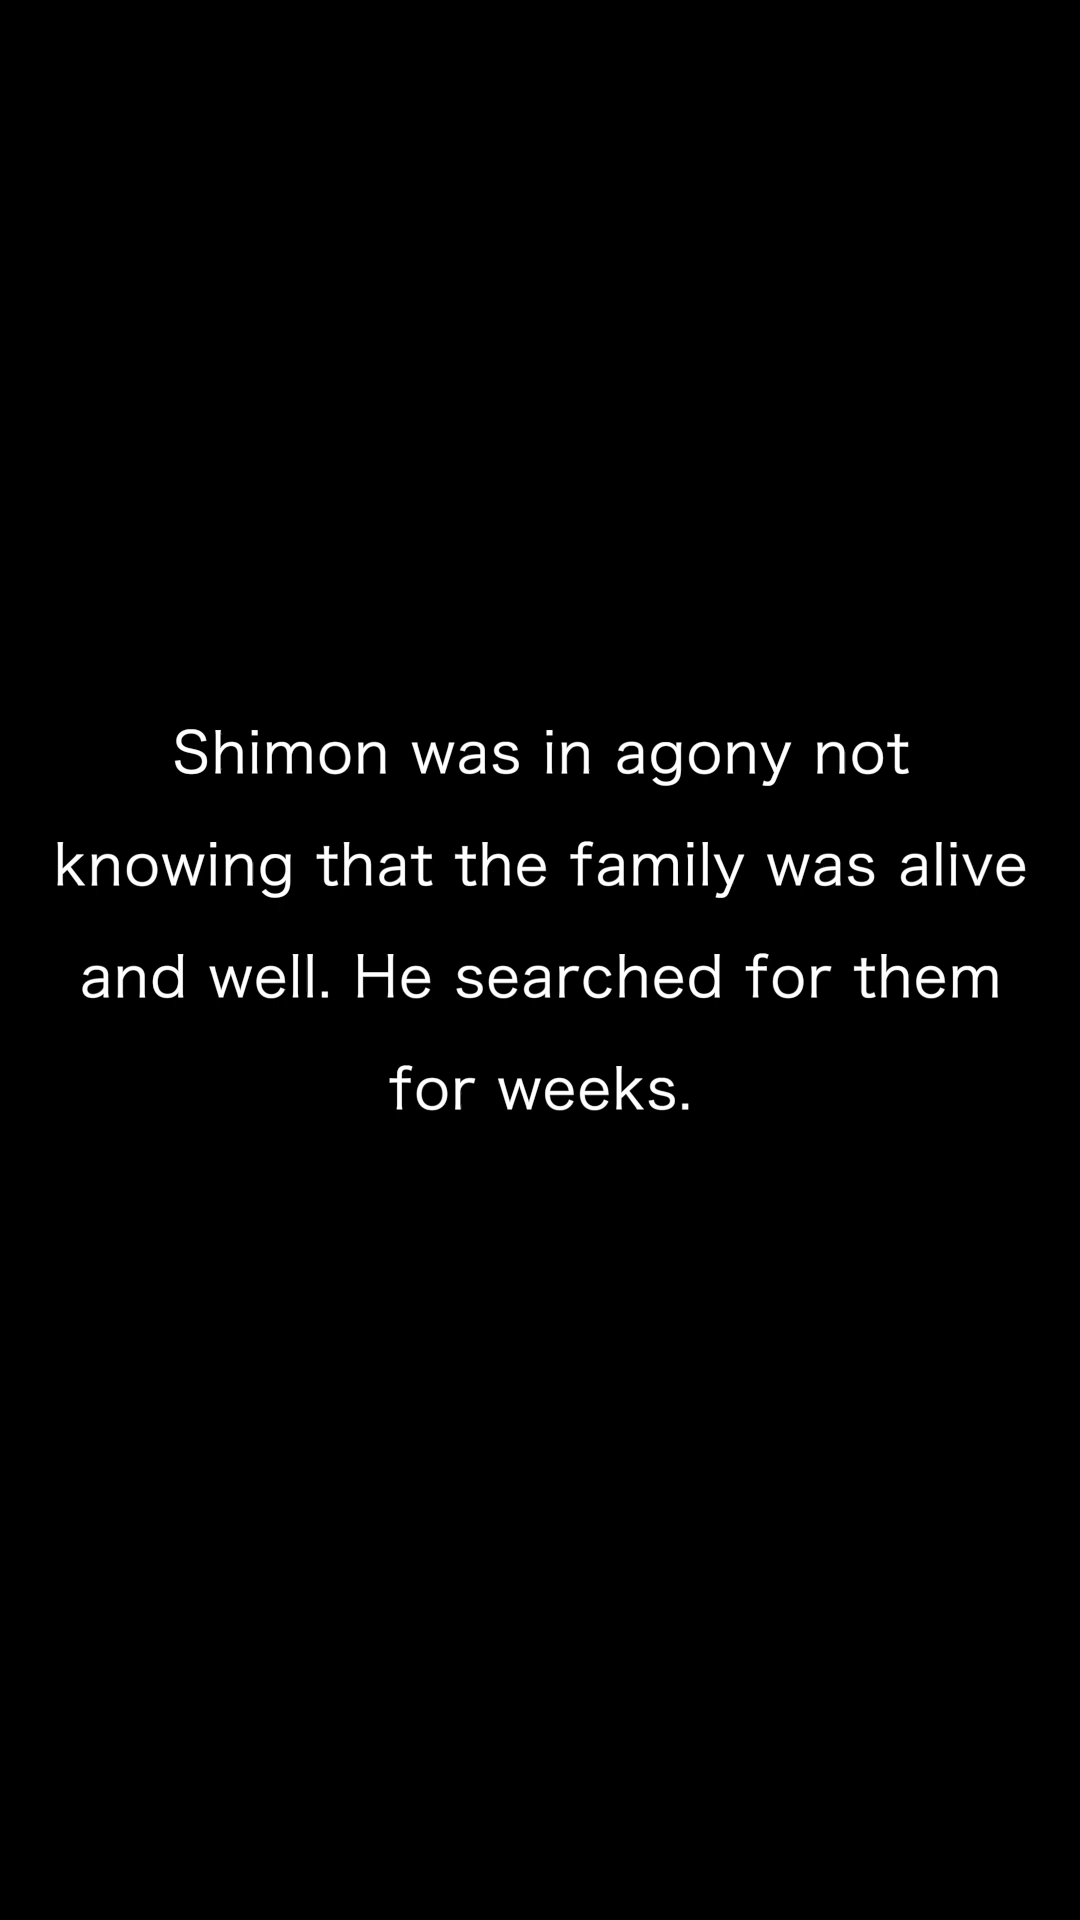 Shimon was in agony not
knowing that the family was alive
and well. He searched for them
for weeks.